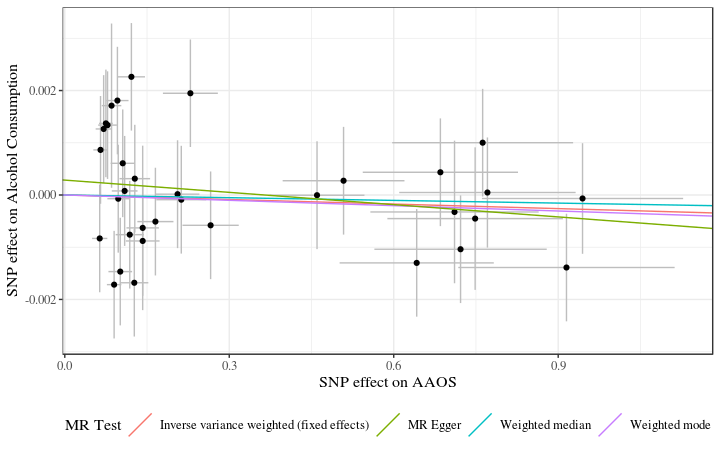 SNP effect on Alcohol Consumption
0.002
0.000
-0.002
0.0 0.3 0.6 0.9
SNP effect on AAOS
MR Test Inverse variance weighted (fixed effects) MR Egger Weighted median Weighted mode